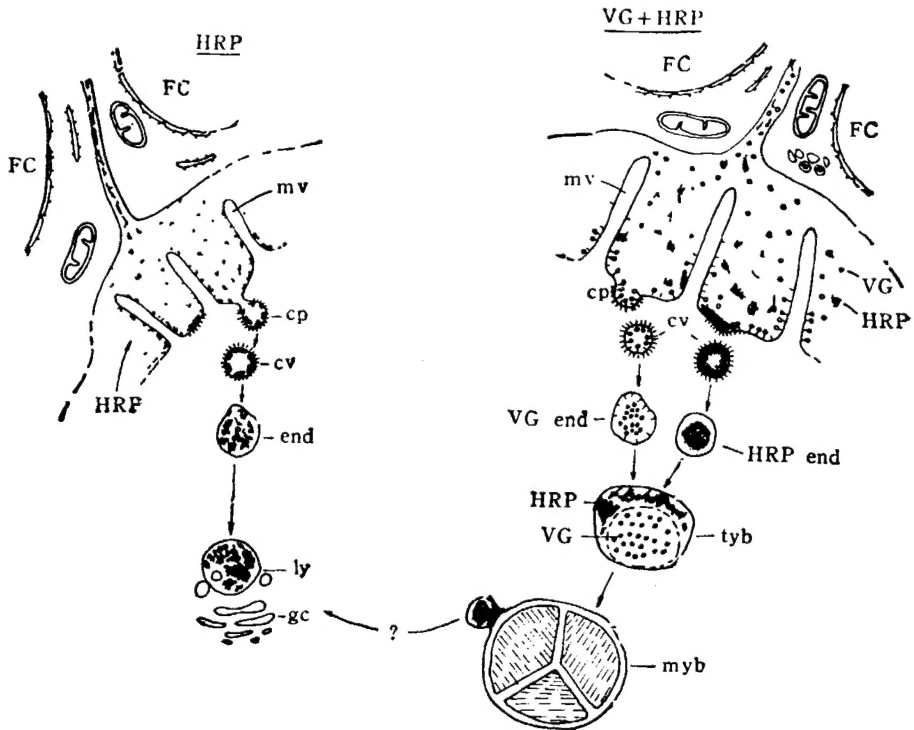 HRP
FC
FC
mv
cp
cv
HRP
end
ly
gc
VG+HRP
FC
FC
mv
VG
HRP
cp
cv
VG end
HRP end
HRP
VG
tyb
myb
?